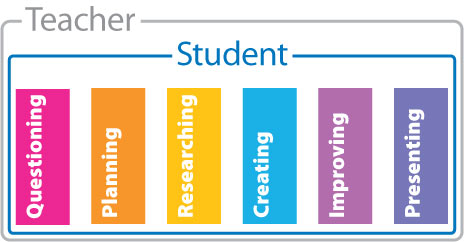 Teacher
Student
Questioning
Planning
Researching
Creating
Improving
Presenting